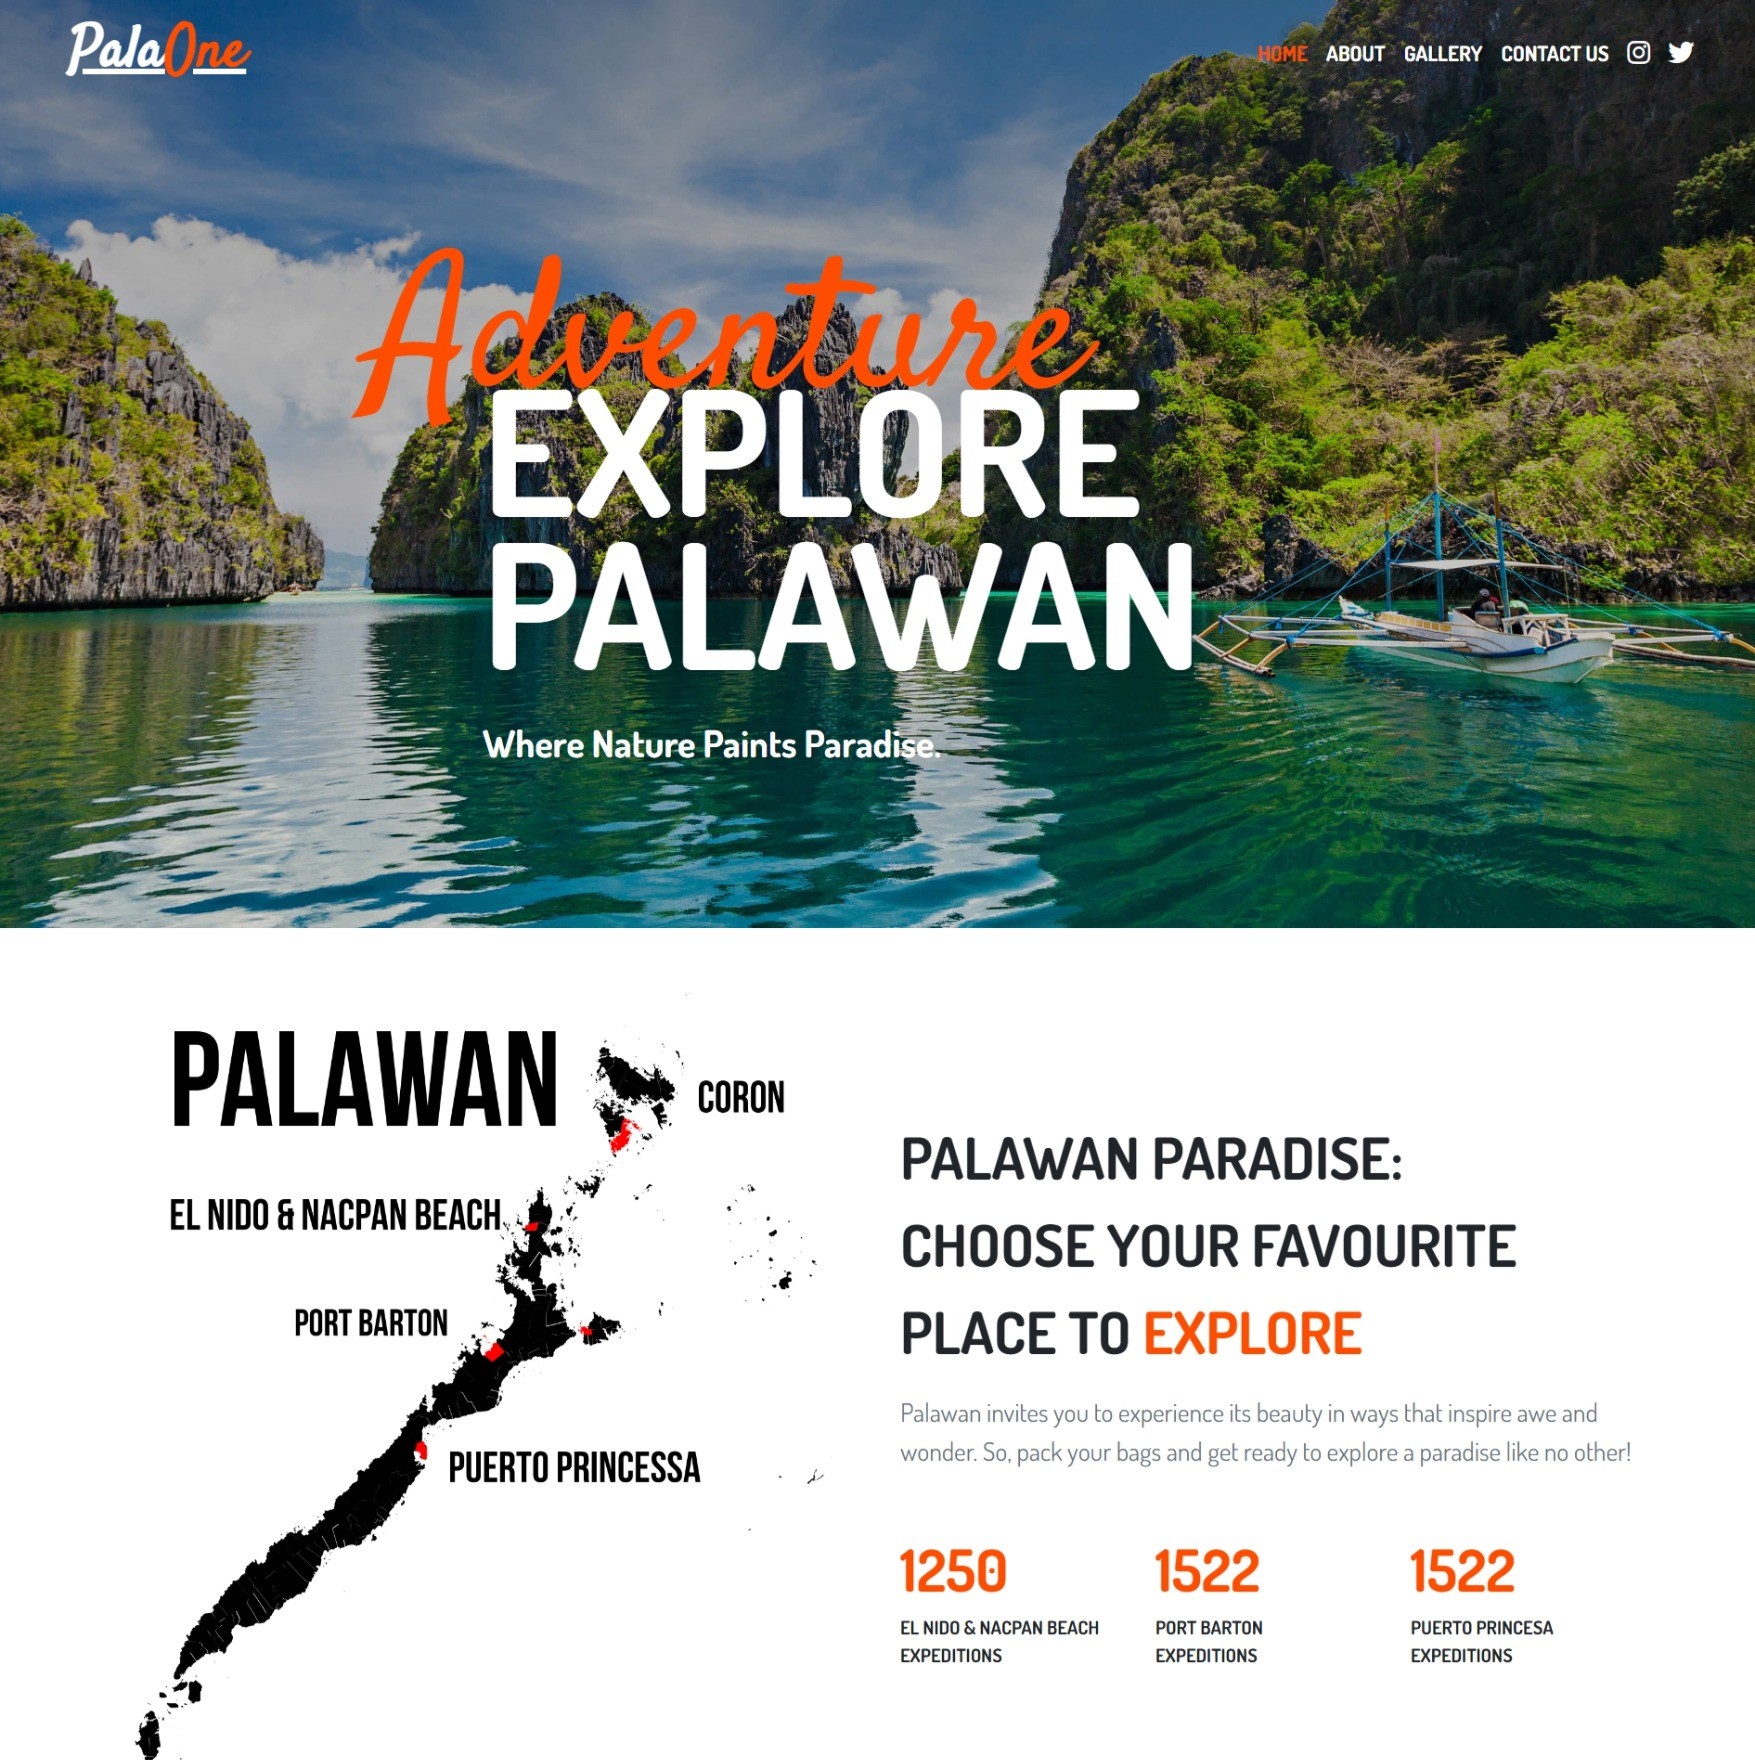 PalaOne
HOME ABOUT GALLERY CONTACT US
Adventure
EXPLORE
PALAWAN
Where Nature Paints Paradise.
PALAWAN
CORON
EL NIDO & NACPAN BEACH
PORT BARTON
PUERTO PRINCESSA
PALAWAN PARADISE:
CHOOSE YOUR FAVOURITE
PLACE TO EXPLORE
Palawan invites you to experience its beauty in ways that inspire awe and
wonder. So, pack your bags and get ready to explore a paradise like no other!
1250
EL NIDO & NACPAN BEACH
EXPEDITIONS
1522
PORT BARTON
EXPEDITIONS
1522
PUERTO PRINCESA
EXPEDITIONS